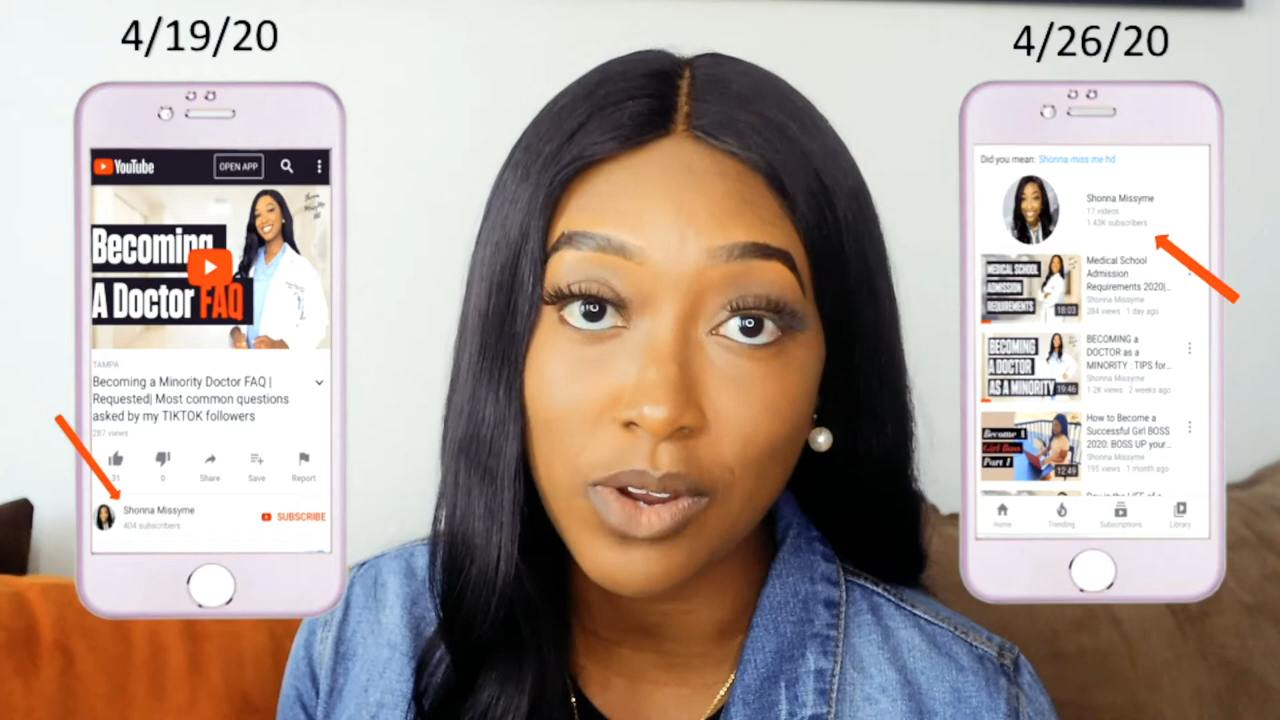 4/19/20
YouTube
OPEN APP
Becoming
A Doctor FAQ
TAMPA
Becoming a Minority Doctor FAQ |
Requested| Most common questions
asked by my TIKTOK followers
287 views
31
0
Share
Save
Report
Shonna Missyme
404 subscribers
SUBSCRIBE
4/26/20
Did you mean: Shonna miss me hd
Shonna Missyme
17 videos
1.43K subscribers
MEDICAL SCHOOL
ADMISSION
REQUIREMENTS
18:03
Medical School
Admission
Requirements 2020|...
Shonna Missyme
284 views · 1 day ago
BECOMING
A DOCTOR
AS A MINORITY
19:46
BECOMING a
DOCTOR as a
MINORITY : TIPS for...
Shonna Missyme
1.2K views · 2 weeks ago
Become A
Girl Boss
Part 1
12:49
How to Become a
Successful Girl BOSS
2020: BOSS UP your...
Shonna Missyme
195 views · 1 month ago
Home
Trending
Subscriptions
Library